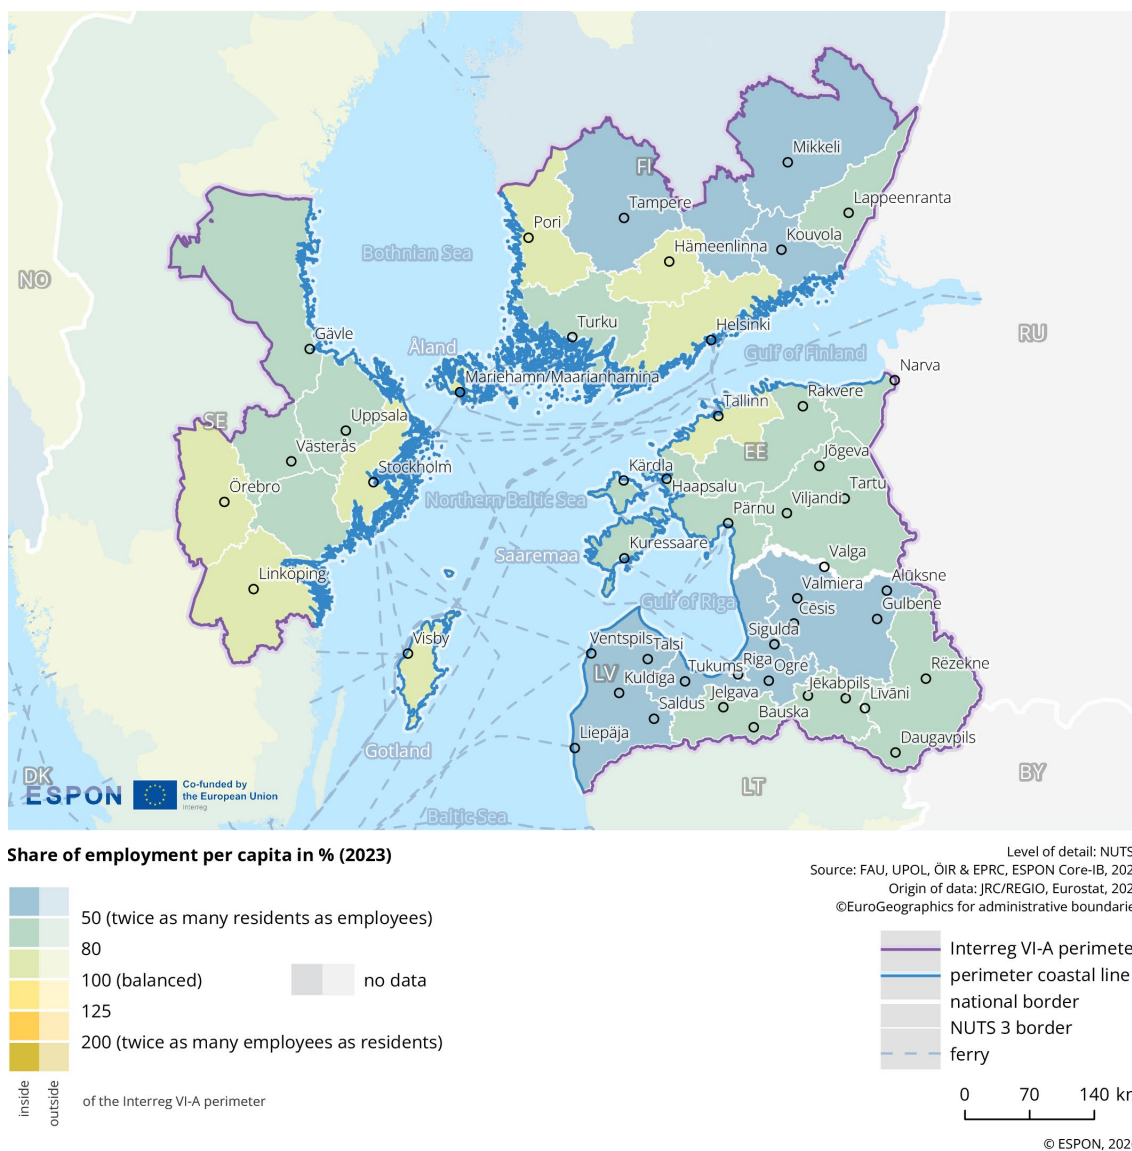 Mikkeli
FI
Lappeenranta
Tampere
Pori
Kouvola
Hämeenlinna
Bothnian Sea
NO
Turku
Helsinki
Gävle
RU
Åland
Gulf of Finland
Narva
Mariehamn/Maarianhamina
Rakvere
Tallinn
Uppsala
SE
Västerås
EE
Jõgeva
Stockholm
Kärdla
Örebro
Haapsalu
Tartu
Northern Baltic Sea
Viljandi
Pärnu
Kuressaare
Saaremaa
Valga
Linköping
Valmiera
Alūksne
Gulf of Riga
Cēsis
Gulbene
Sigulda
Visby
Ventspils
Talsi
Riga
Ogre
Rēzekne
LV
Tukums
Kuldīga
Jēkabpils
Līvāni
Jelgava
Saldus
Bauska
Liepāja
Daugavpils
Gotland
DK
LT
BY
ESPON
Co-funded by
the European Union
Interreg
Baltic Sea
Share of employment per capita in % (2023)
50 (twice as many residents as employees)
80
100 (balanced)
no data
125
200 (twice as many employees as residents)
inside
outside
of the Interreg VI-A perimeter
Level of detail: NUTS
Source: FAU, UPOL, ÖIR & EPRC, ESPON Core-IB, 202
Origin of data: JRC/REGIO, Eurostat, 202
©EuroGeographics for administrative boundarie
Interreg VI-A perimete
perimeter coastal line
national border
NUTS 3 border
ferry
0 70 140 km
© ESPON, 202